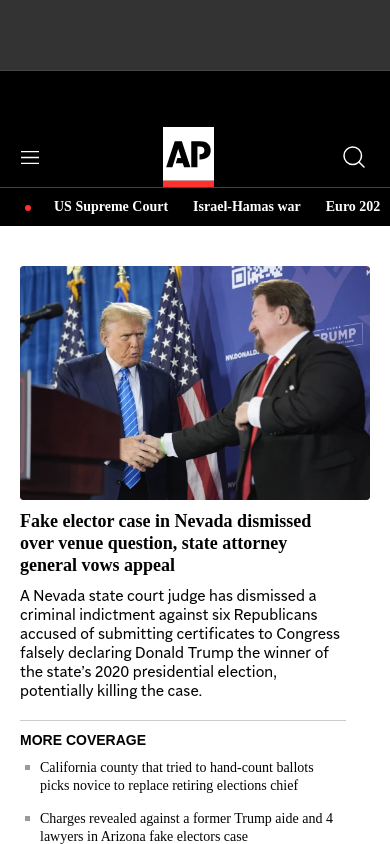 AP
US Supreme Court Israel-Hamas war Euro 202
NV.DONALD
TRUMP
Fake elector case in Nevada dismissed
over venue question, state attorney
general vows appeal
A Nevada state court judge has dismissed a
criminal indictment against six Republicans
accused of submitting certificates to Congress
falsely declaring Donald Trump the winner of
the state’s 2020 presidential election,
potentially killing the case.
MORE COVERAGE
California county that tried to hand-count ballots
picks novice to replace retiring elections chief
Charges revealed against a former Trump aide and 4
lawyers in Arizona fake electors case